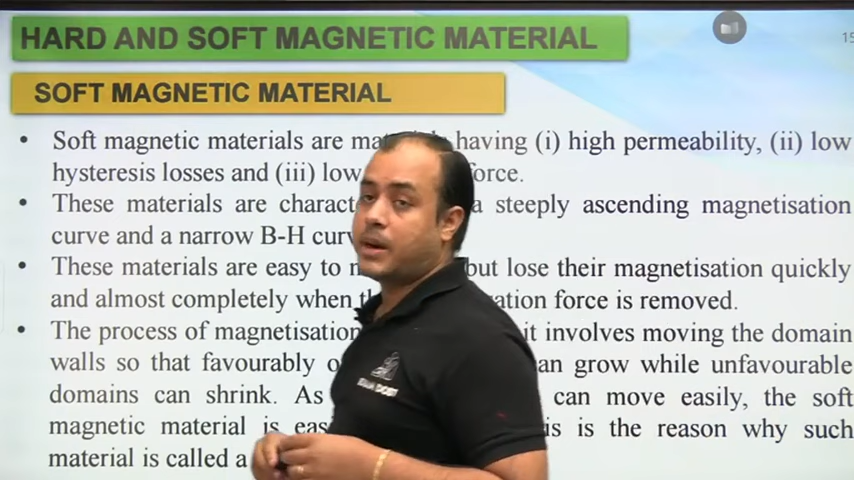 HARD AND SOFT MAGNETIC MATERIAL
15
SOFT MAGNETIC MATERIAL
• Soft magnetic materials are having (i) high permeability, (ii) low
hysteresis losses and (iii) low force.
• These materials are a steeply ascending magnetisation
curve and a narrow B-H
• These materials are easy to but lose their magnetisation quickly
and almost completely when force is removed.
• The process of magnetisation it involves moving the domain
walls so that favourably can grow while unfavourable
domains can shrink. As can move easily, the soft
magnetic material is is the reason why such
material is called a